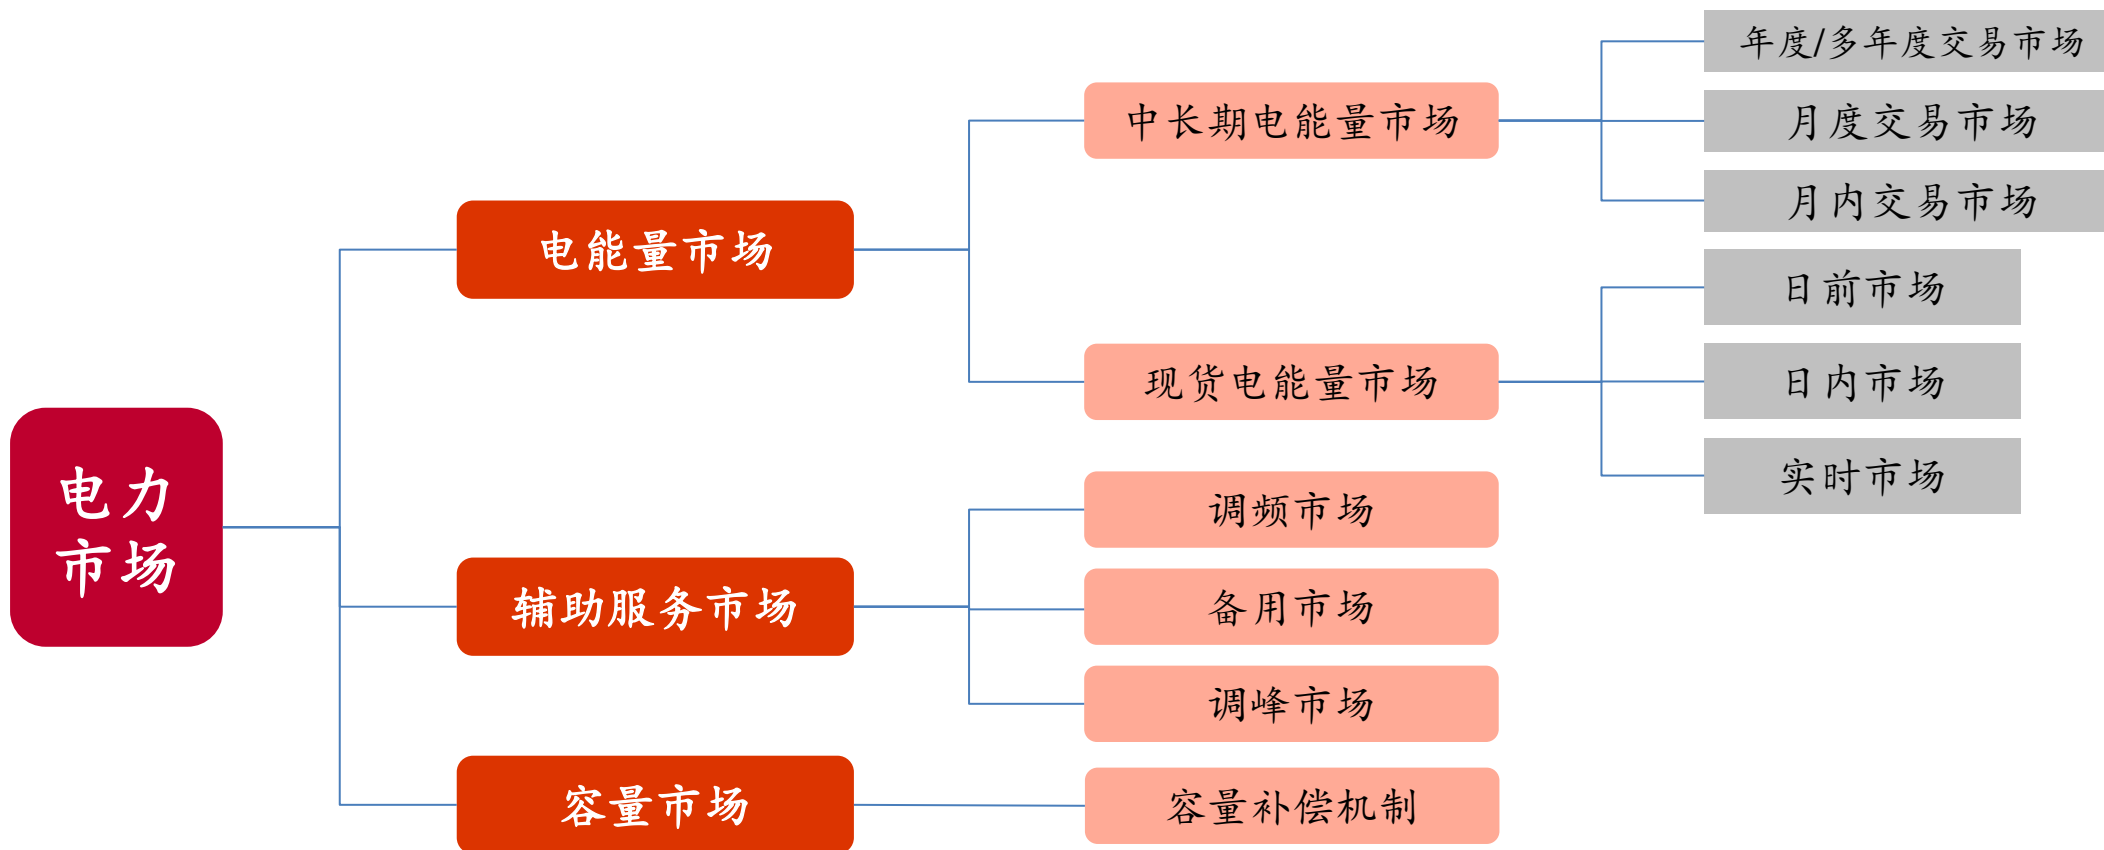 年度/多年度交易市场
中长期电能量市场
月度交易市场
月内交易市场
电能量市场
日前市场
现货电能量市场
日内市场
实时市场
电力
市场
调频市场
辅助服务市场
备用市场
调峰市场
容量市场
容量补偿机制